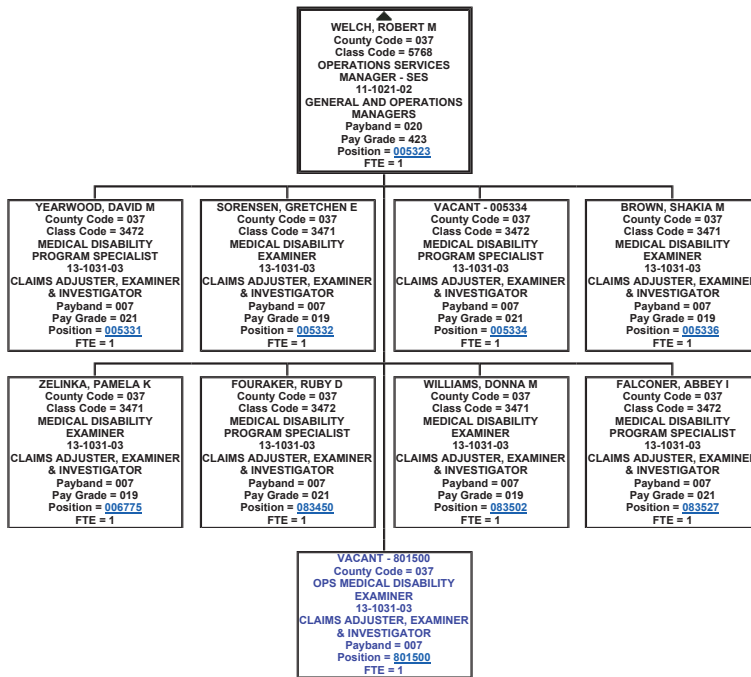 WELCH, ROBERT M
County Code = 037
Class Code = 5768
OPERATIONS SERVICES
MANAGER - SES
11-1021-02
GENERAL AND OPERATIONS
MANAGERS
Payband = 020
Pay Grade = 423
Position = 005323
FTE = 1
YEARWOOD, DAVID M
County Code = 037
Class Code = 3472
MEDICAL DISABILITY
PROGRAM SPECIALIST
13-1031-03
CLAIMS ADJUSTER, EXAMINER
& INVESTIGATOR
Payband = 007
Pay Grade = 021
Position = 005331
FTE = 1
SORENSEN, GRETCHEN E
County Code = 037
Class Code = 3471
MEDICAL DISABILITY
EXAMINER
13-1031-03
CLAIMS ADJUSTER, EXAMINER
& INVESTIGATOR
Payband = 007
Pay Grade = 019
Position = 005332
FTE = 1
VACANT - 005334
County Code = 037
Class Code = 3472
MEDICAL DISABILITY
PROGRAM SPECIALIST
13-1031-03
CLAIMS ADJUSTER, EXAMINER
& INVESTIGATOR
Payband = 007
Pay Grade = 021
Position = 005334
FTE = 1
BROWN, SHAKIA M
County Code = 037
Class Code = 3471
MEDICAL DISABILITY
EXAMINER
13-1031-03
CLAIMS ADJUSTER, EXAMINER
& INVESTIGATOR
Payband = 007
Pay Grade = 019
Position = 005336
FTE = 1
ZELINKA, PAMELA K
County Code = 037
Class Code = 3471
MEDICAL DISABILITY
EXAMINER
13-1031-03
CLAIMS ADJUSTER, EXAMINER
& INVESTIGATOR
Payband = 007
Pay Grade = 019
Position = 006775
FTE = 1
FOURAKER, RUBY D
County Code = 037
Class Code = 3472
MEDICAL DISABILITY
PROGRAM SPECIALIST
13-1031-03
CLAIMS ADJUSTER, EXAMINER
& INVESTIGATOR
Payband = 007
Pay Grade = 021
Position = 083450
FTE = 1
WILLIAMS, DONNA M
County Code = 037
Class Code = 3471
MEDICAL DISABILITY
EXAMINER
13-1031-03
CLAIMS ADJUSTER, EXAMINER
& INVESTIGATOR
Payband = 007
Pay Grade = 019
Position = 083502
FTE = 1
FALCONER, ABBEY I
County Code = 037
Class Code = 3472
MEDICAL DISABILITY
PROGRAM SPECIALIST
13-1031-03
CLAIMS ADJUSTER, EXAMINER
& INVESTIGATOR
Payband = 007
Pay Grade = 021
Position = 083527
FTE = 1
VACANT - 801500
County Code = 037
OPS MEDICAL DISABILITY
EXAMINER
13-1031-03
CLAIMS ADJUSTER, EXAMINER
& INVESTIGATOR
Payband = 007
Position = 801500
FTE = 1